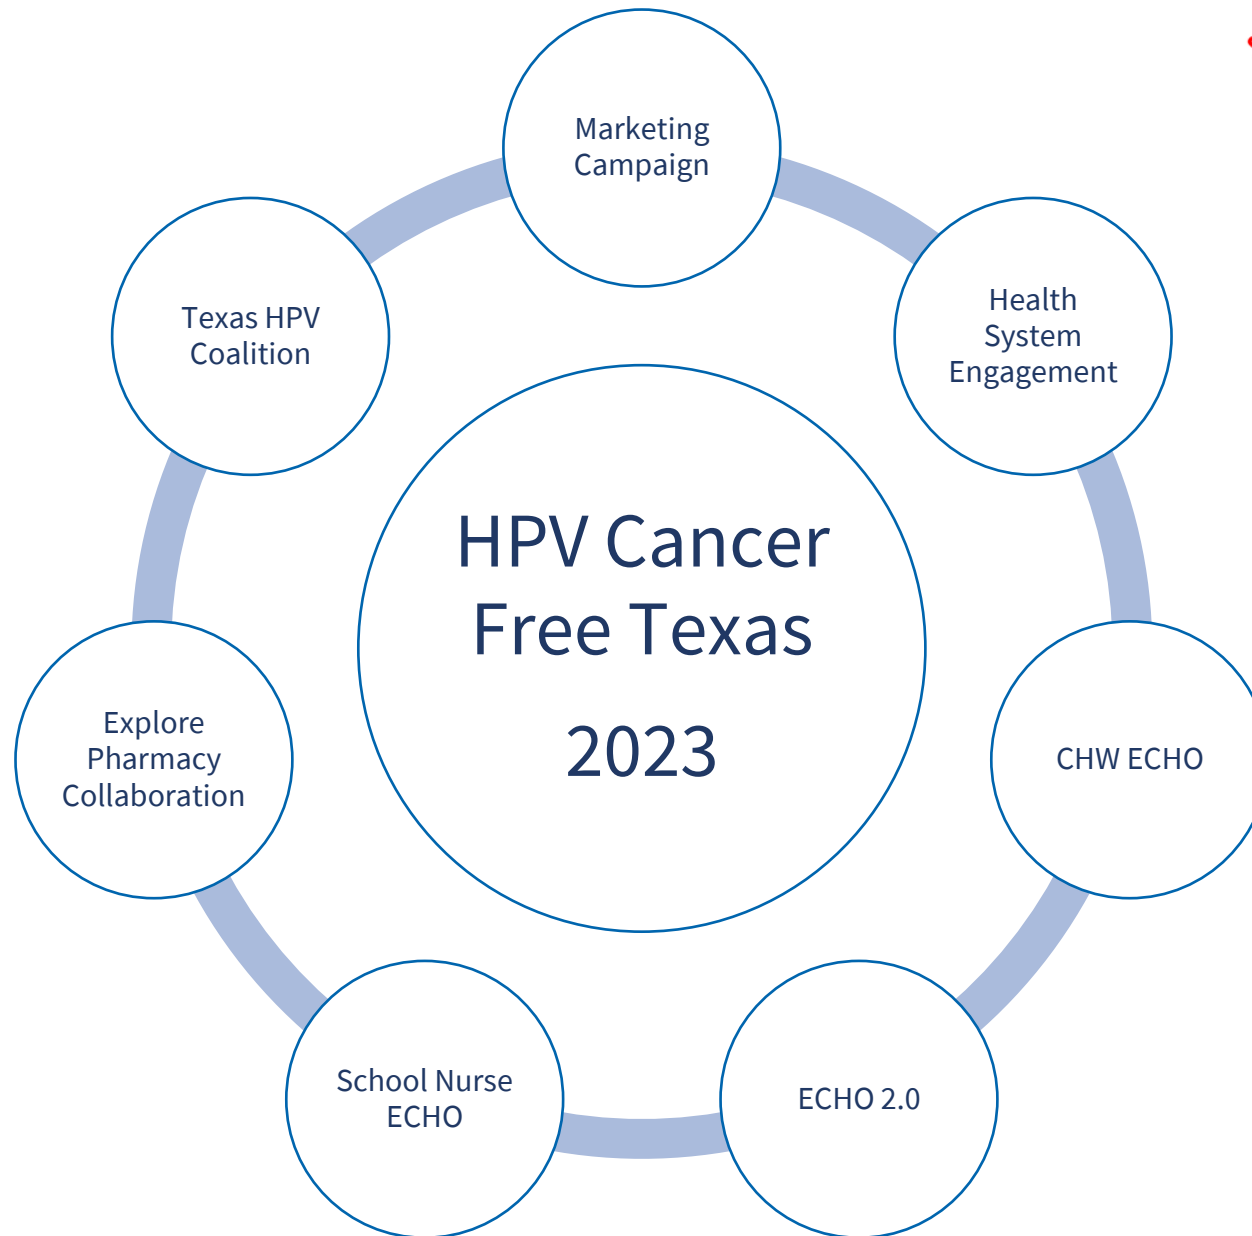 Marketing
Campaign
Health
System
Engagement
CHW ECHO
ECHO 2.0
School Nurse
ECHO
Explore
Pharmacy
Collaboration
Texas HPV
Coalition
HPV Cancer
Free Texas
2023